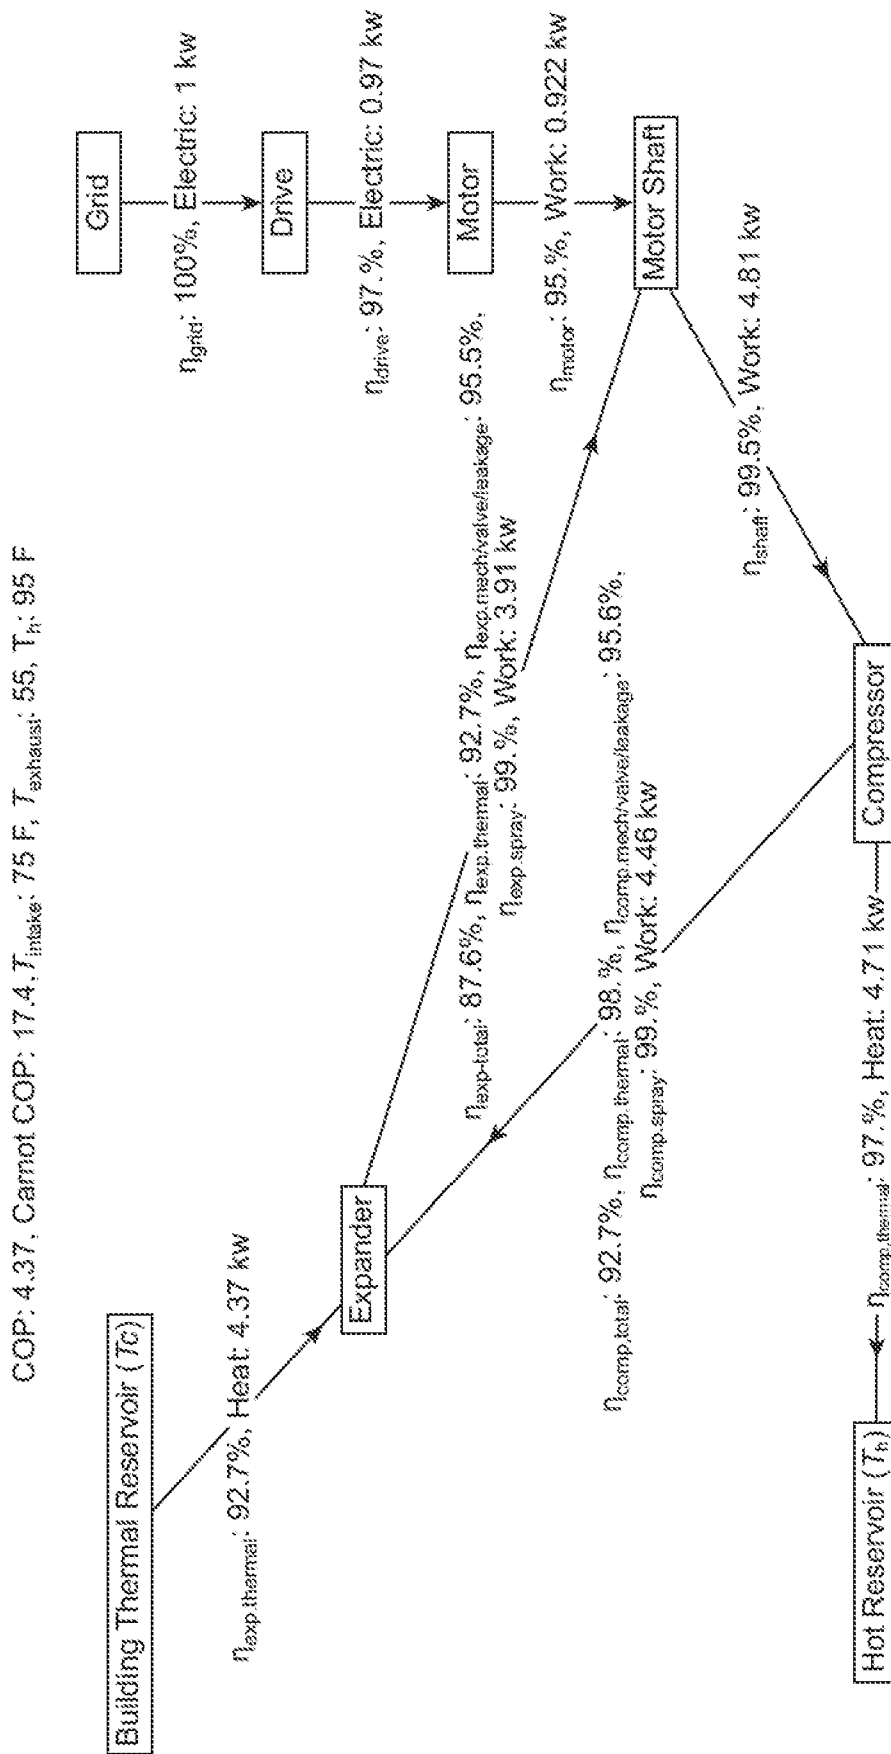 COP: 4.37, Carnot COP: 17.4, T_intake: 75 F, T_exhaust: 55, T_h: 95 F
Building Thermal Reservoir (Tc)
η_exp.thermal: 92.7%, Heat: 4.37 kw
Expander
η_exp-total: 87.6%, η_exp.thermal: 92.7%, η_exp.mech/valve/leakage: 95.5%,
η_exp.spray: 99.%, Work: 3.91 kw
Grid
η_grid: 100%, Electric: 1 kw
Drive
η_drive: 97.%, Electric: 0.97 kw
Motor
η_motor: 95.%, Work: 0.922 kw
Motor Shaft
η_shaft: 99.5%, Work: 4.81 kw
η_comp,total: 92.7%, η_comp.thermal: 98.%, η_comp.mech/valve/leakage: 95.6%,
η_comp.spray: 99.%, Work: 4.46 kw
Compressor
η_comp.thermal: 97.%, Heat: 4.71 kw
Hot Reservoir (T_h)